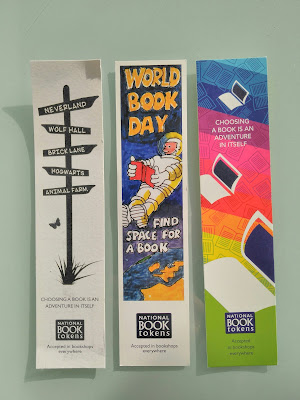 NEVERLAND
WOLF HALL
BRICK LANE
HOGWARTS
ANIMAL FARM
CHOOSING A BOOK IS AN
ADVENTURE IN ITSELF
NATIONAL
BOOK
tokens
Accepted in bookshops
everywhere
WORLD
BOOK
DAY
FIND
SPACE FOR
A BOOK
NATIONAL
BOOK
tokens
Accepted in bookshops
everywhere
CHOOSING
A BOOK IS AN
ADVENTURE
IN ITSELF
NATIONAL
BOOK
tokens
Accepted
in bookshops
everywhere